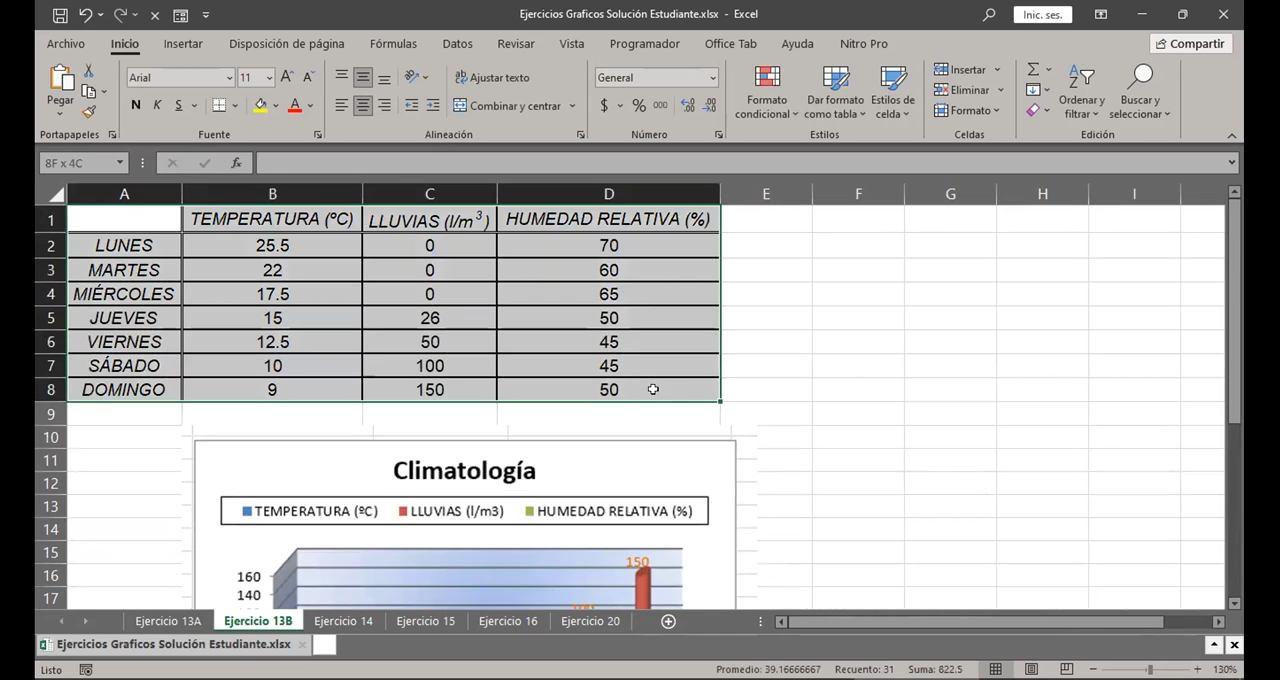 Ejercicios Graficos Solución Estudiante.xlsx - Excel
Inic. ses.
Archivo Inicio Insertar Disposición de página Fórmulas Datos Revisar Vista Programador Office Tab Ayuda Nitro Pro Compartir
Pegar Arial 11 Ajustar texto General Formato condicional Dar formato como tabla Estilos de celda Insertar Ordenar y filtrar Buscar y seleccionar
N K S Combinar y centrar $ % 000 Eliminar
Formato
Portapapeles Fuente Alineación Número Estilos Celdas Edición
8F x 4C fx
A B C D E F G H I
1 TEMPERATURA (ºC) LLUVIAS (l/m³) HUMEDAD RELATIVA (%)
2 LUNES 25.5 0 70
3 MARTES 22 0 60
4 MIÉRCOLES 17.5 0 65
5 JUEVES 15 26 50
6 VIERNES 12.5 50 45
7 SÁBADO 10 100 45
8 DOMINGO 9 150 50
9
10
11
Climatología
12
13
TEMPERATURA (ºC) LLUVIAS (l/m3) HUMEDAD RELATIVA (%)
14
15
150
16
160
17
140
Ejercicio 13A Ejercicio 13B Ejercicio 14 Ejercicio 15 Ejercicio 16 Ejercicio 20
Ejercicios Graficos Solución Estudiante.xlsx
Listo Promedio: 39.16666667 Recuento: 31 Suma: 822.5 130%